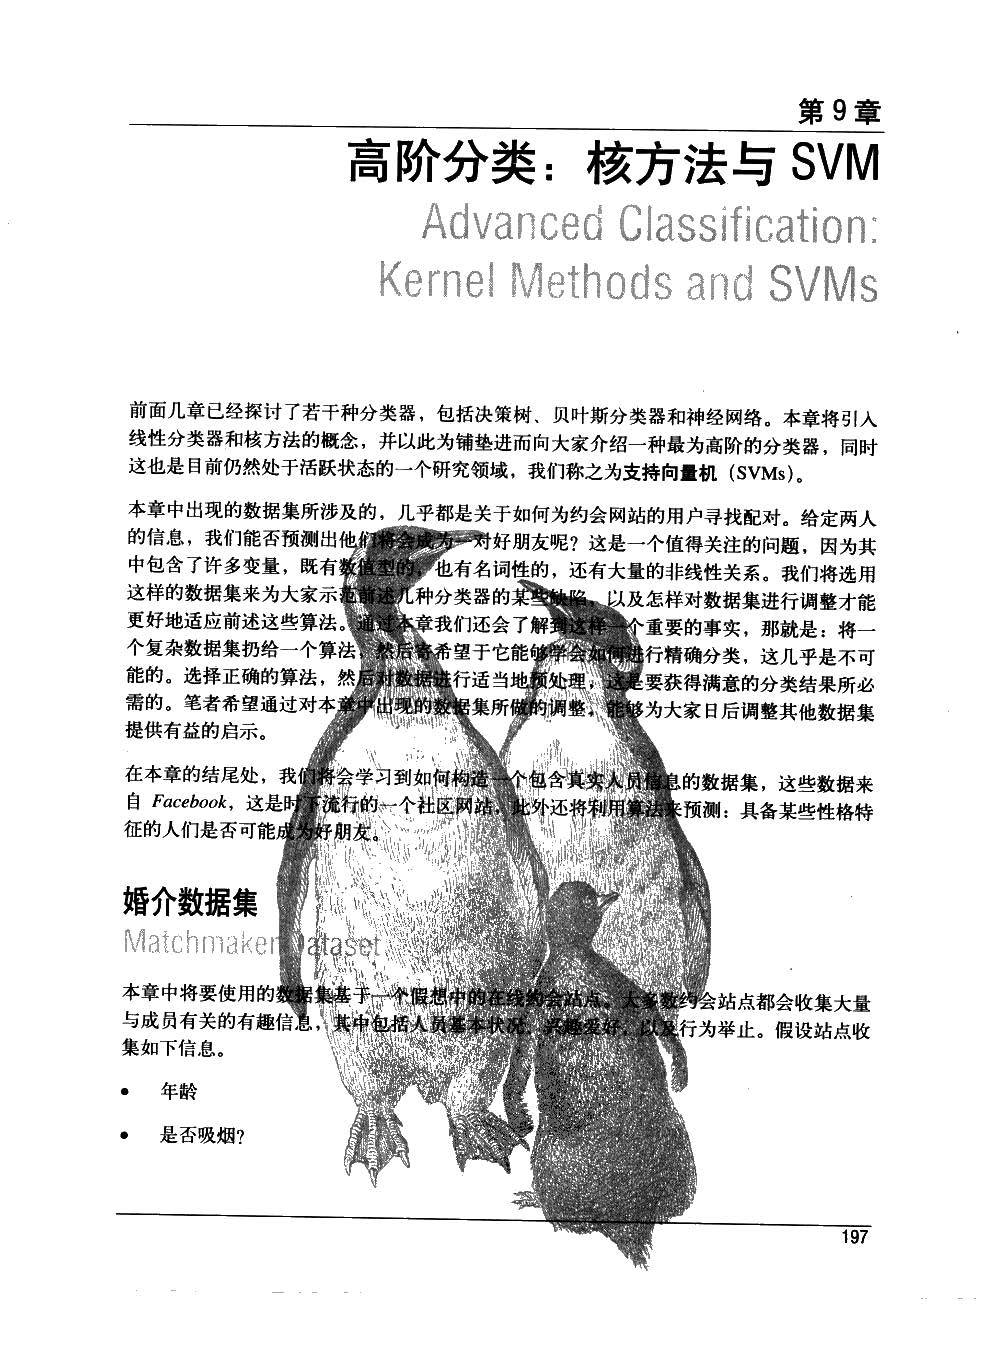 第 9 章
高阶分类：核方法与 SVM
Advanced Classification:
Kernel Methods and SVMs
前面几章已经探讨了若干种分类器，包括决策树、贝叶斯分类器和神经网络。本章将引入
线性分类器和核方法的概念，并以此为铺垫进而向大家介绍一种最为高阶的分类器，同时
这也是目前仍然处于活跃状态的一个研究领域，我们称之为支持向量机（SVMs）。
本章中出现的数据集所涉及的，几乎都是关于如何为约会网站的用户寻找配对。给定两人
的信息，我们能否预测出他们将会成为一对好朋友呢？这是一个值得关注的问题，因为其
中包含了许多变量，既有数值型的，也有名词性的，还有大量的非线性关系。我们将选用
这样的数据集来为大家示范前述几种分类器的某些缺陷，以及怎样对数据集进行调整才能
更好地适应前述这些算法。通过本章我们还会了解到这样一个重要的事实，那就是：将一
个复杂数据集扔给一个算法，然后寄希望于它能够学会如何进行精确分类，这几乎是不可
能的。选择正确的算法，然后对数据进行适当地预处理，这是要获得满意的分类结果所必
需的。笔者希望通过对本章中出现的数据集所做的调整，能够为大家日后调整其他数据集
提供有益的启示。
在本章的结尾处，我们将会学习到如何构造一个包含真实人员信息的数据集，这些数据来
自 Facebook，这是时下流行的一个社区网站，此外还将利用算法来预测：具备某些性格特
征的人们是否可能成为好朋友。
婚介数据集
Matchmaker Dataset
本章中将要使用的数据集基于一个假想中的在线约会站点。大多数约会站点都会收集大量
与成员有关的有趣信息，其中包括人员基本状况、兴趣爱好，以及行为举止。假设站点收
集如下信息。
• 年龄
• 是否吸烟？
197